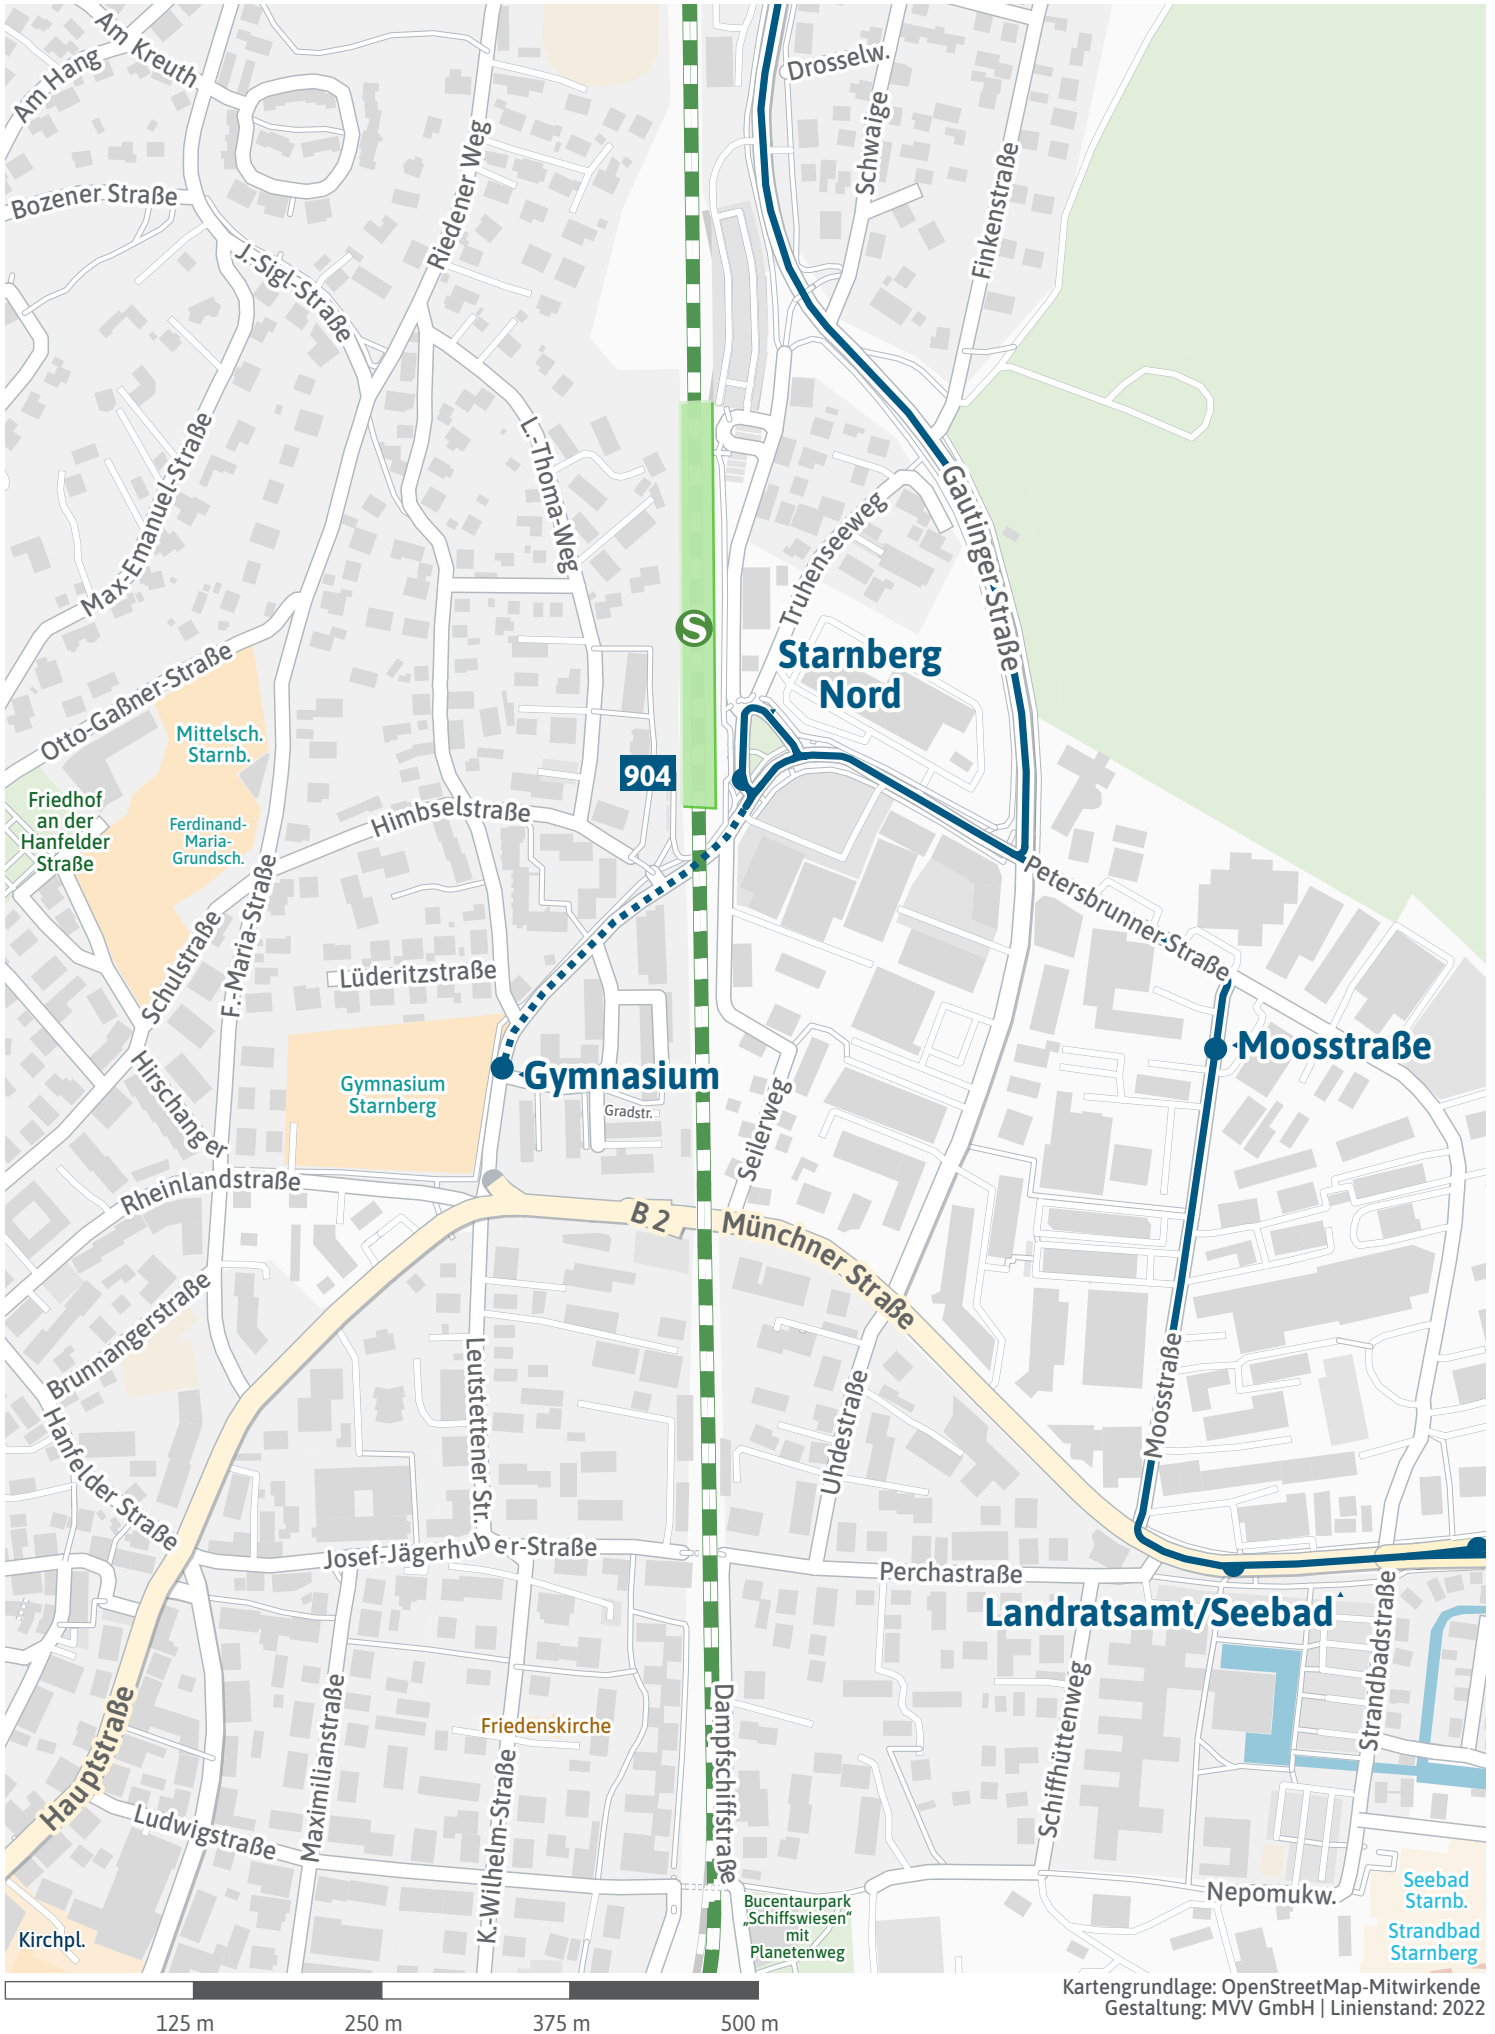 Am Kreuth
Am Hang
Drosselw.
Schwaige
Riedener Weg
Finkenstraße
Bozener Straße
J.-Sigl-Straße
L.-Thoma-Weg
Max-Emanuel-Straße
Gautinger Straße
Truhenseeweg
S
Starnberg
Nord
Otto-Gaßner-Straße
Mittelsch.
Starnb.
904
Friedhof
an der
Hanfelder
Straße
Ferdinand-
Maria-
Grundsch.
Himbselstraße
Petersbrunner Straße
Schulstraße
F.-Maria-Straße
Lüderitzstraße
Moosstraße
Gymnasium
Gymnasium
Starnberg
Gradstr.
Hirschanger
Seilerweg
Rheinlandstraße
B 2
Münchner Straße
Brunnangerstraße
Leutstettener Str.
Moosstraße
Uhdestraße
Hanfelder Straße
Josef-Jägerhuber-Straße
Perchastraße
Landratsamt/Seebad
Strandbadstraße
Schiffhüttenweg
Dampfschiffstraße
Hauptstraße
Maximilianstraße
Friedenskirche
K.-Wilhelm-Straße
Ludwigstraße
Nepomukw.
Seebad
Starnb.
Strandbad
Starnberg
Bucentaurpark
„Schiffswiesen“
mit
Planetenweg
Kirchpl.
Kartengrundlage: OpenStreetMap-Mitwirkende
Gestaltung: MVV GmbH | Linienstand: 2022
125 m
250 m
375 m
500 m